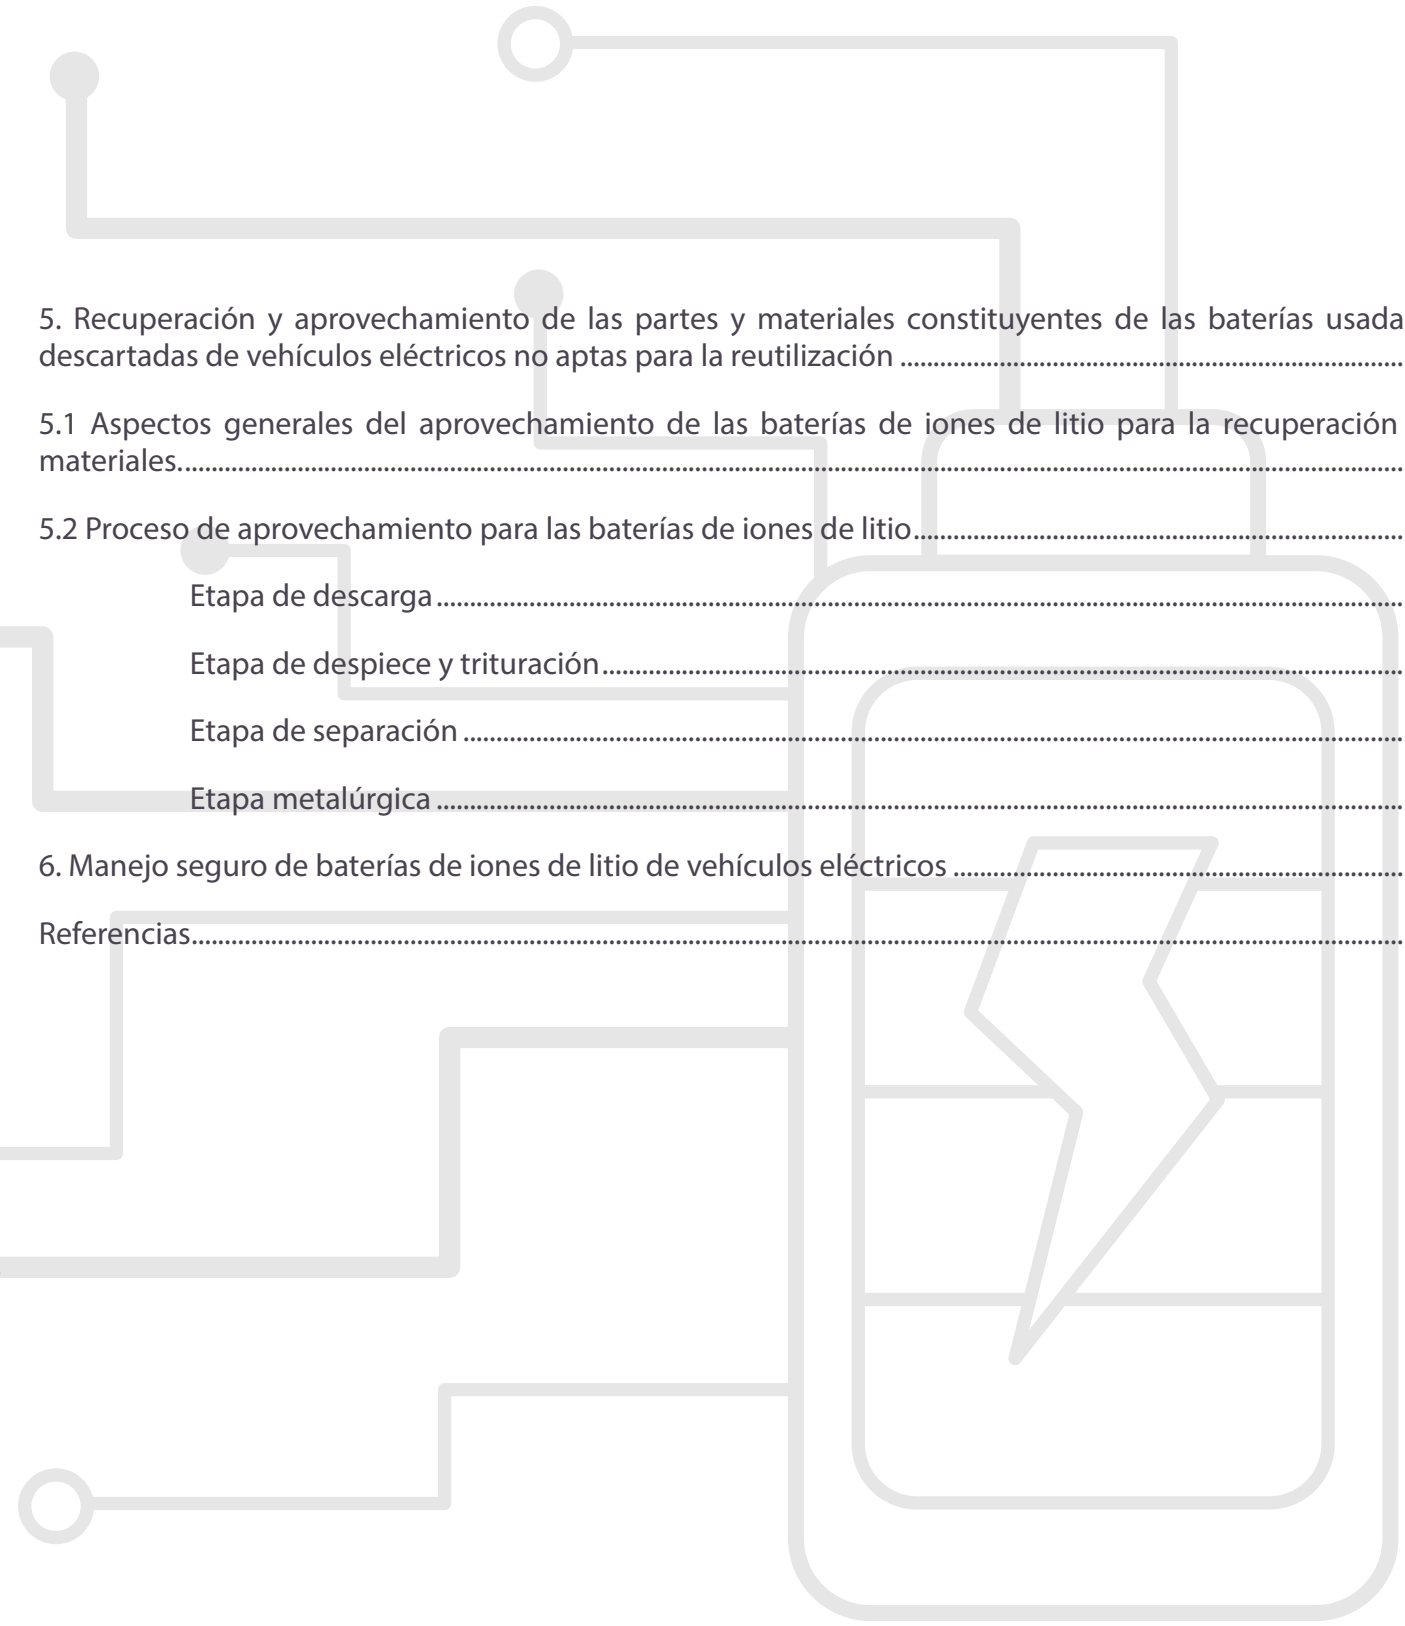 5. Recuperación y aprovechamiento de las partes y materiales constituyentes de las baterías usada
descartadas de vehículos eléctricos no aptas para la reutilización ..........................................................................
5.1 Aspectos generales del aprovechamiento de las baterías de iones de litio para la recuperación
materiales...........................................................................................................................................................
5.2 Proceso de aprovechamiento para las baterías de iones de litio.........................................................................
Etapa de descarga .................................................................................................................................................
Etapa de despiece y trituración........................................................................................................................
Etapa de separación .............................................................................................................................................
Etapa metalúrgica .................................................................................................................................................
6. Manejo seguro de baterías de iones de litio de vehículos eléctricos ...................................................................
Referencias.....................................................................................................................................................................